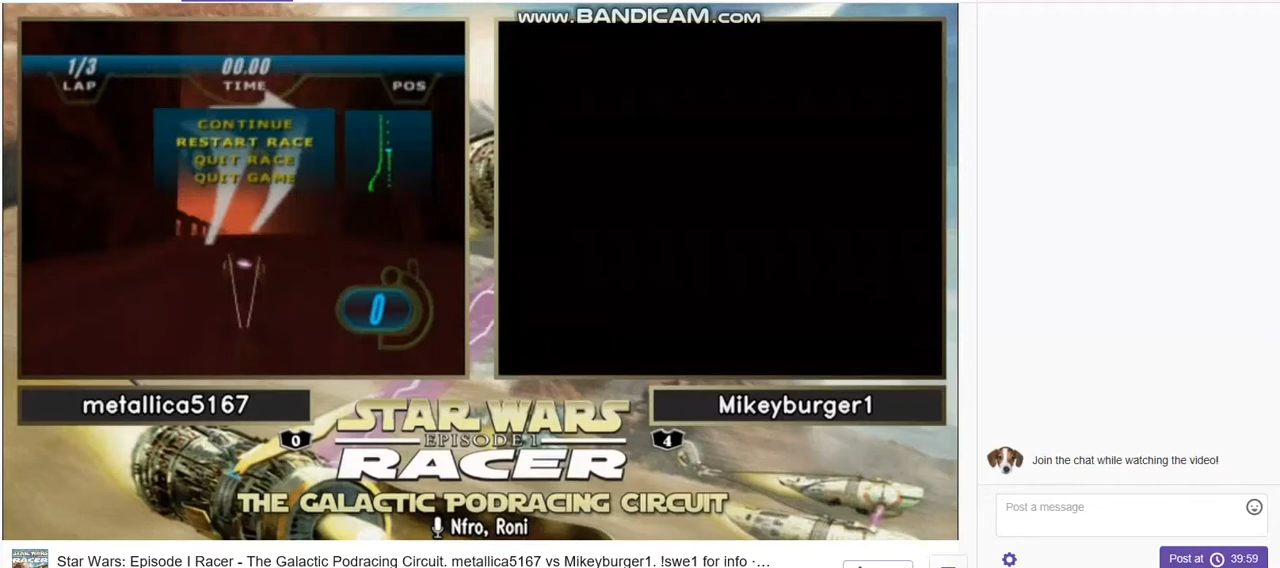 www.BANDICAM.com
1/3
LAP
00.00
TIME
POS
CONTINUE
RESTART RACE
QUIT RACE
QUIT GAME
0
metallica5167
Mikeyburger1
0
4
STAR WARS
EPISODE I
RACER
THE GALACTIC PODRACING CIRCUIT
Nfro, Roni
STAR WARS
RACER
Star Wars: Episode I Racer - The Galactic Podracing Circuit. metallica5167 vs Mikeyburger1. !swe1 for info ·...
Join the chat while watching the video!
Post a message
Post at 39:59